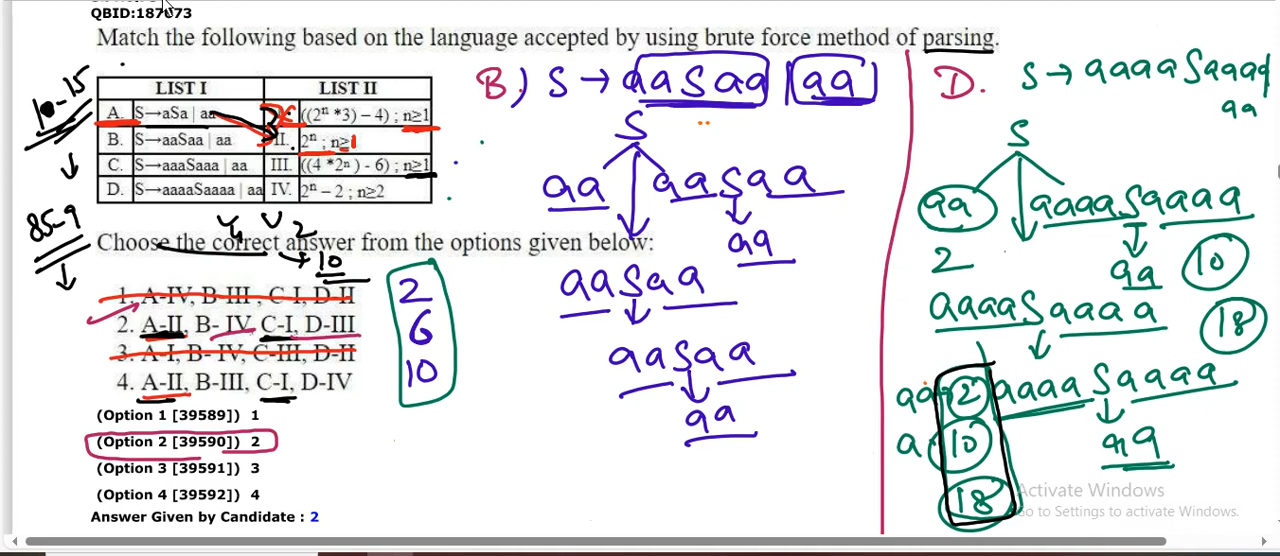 QBID:187673
Match the following based on the language accepted by using brute force method of parsing.
LIST I LIST II
A. S→aSa | aa ((2ⁿ *3) – 4) ; n≥1
B. S→aaSaa | aa II. 2ⁿ ; n≥1
C. S→aaaSaaa | aa III. ((4 *2ⁿ ) - 6) ; n≥1
D. S→aaaaSaaaa | aa IV. 2ⁿ – 2 ; n≥2
10-15
85-9
Choose the correct answer from the options given below:
4 2
10
1. A-IV, B-III , C-I, D-II
2. A-II, B- IV, C-I, D-III
3. A-I, B- IV, C-III, D-II
4. A-II, B-III, C-I, D-IV
(Option 1 [39589]) 1
(Option 2 [39590]) 2
(Option 3 [39591]) 3
(Option 4 [39592]) 4
Answer Given by Candidate : 2
2
6
10
B.) S → aaSaa | aa
S
aa aaSaa
aa
aaSaa
aaSaa
aa
D. S → aaaaSaaaa|
aa
S
aa aaaaSaaaa
2 aa 10
aaaaSaaaa 18
aa 2 aaaaSaaaa
a 10 aa
18
Activate Windows
Go to Settings to activate Windows.